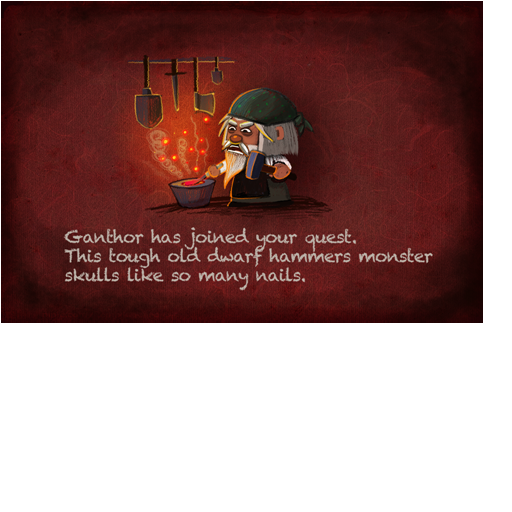 Ganthor has joined your quest.
This tough old dwarf hammers monster
skulls like so many nails.